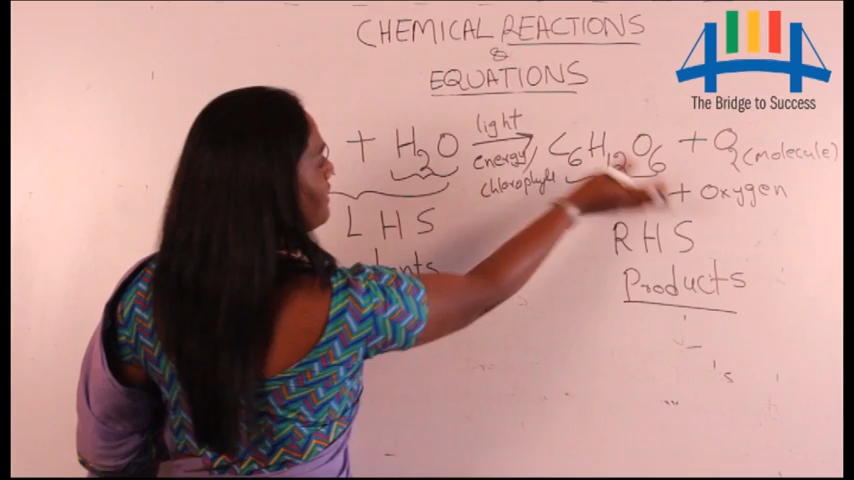 CHEMICAL REACTIONS
&
EQUATIONS
The Bridge to Success
+ H2O light energy/ chlorophyll C6H12O6 + O2 (molecule)
+ Oxygen
LHS
RHS
Products